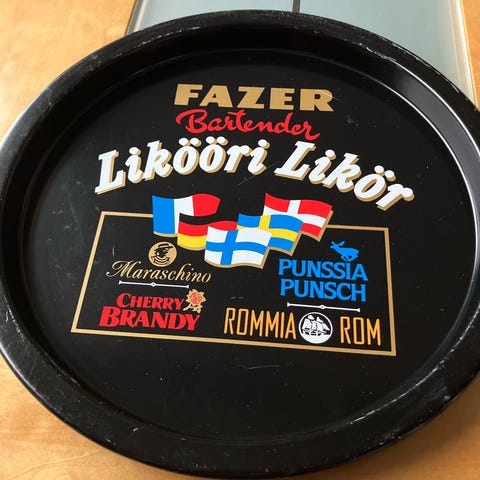 FAZER
Bartender
Likööri Likör
Maraschino
CHERRY
BRANDY
PUNSSIA
PUNSCH
ROMMIA ROM